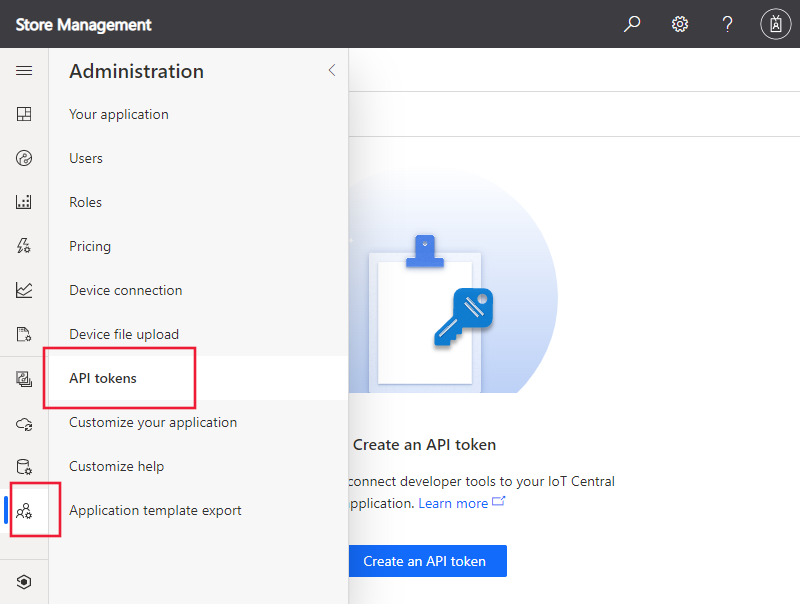 Store Management
?
Administration
Your application
Users
Roles
Pricing
Device connection
Device file upload
API tokens
Customize your application
Customize help
Application template export
Create an API token
connect developer tools to your IoT Central
application. Learn more
Create an API token